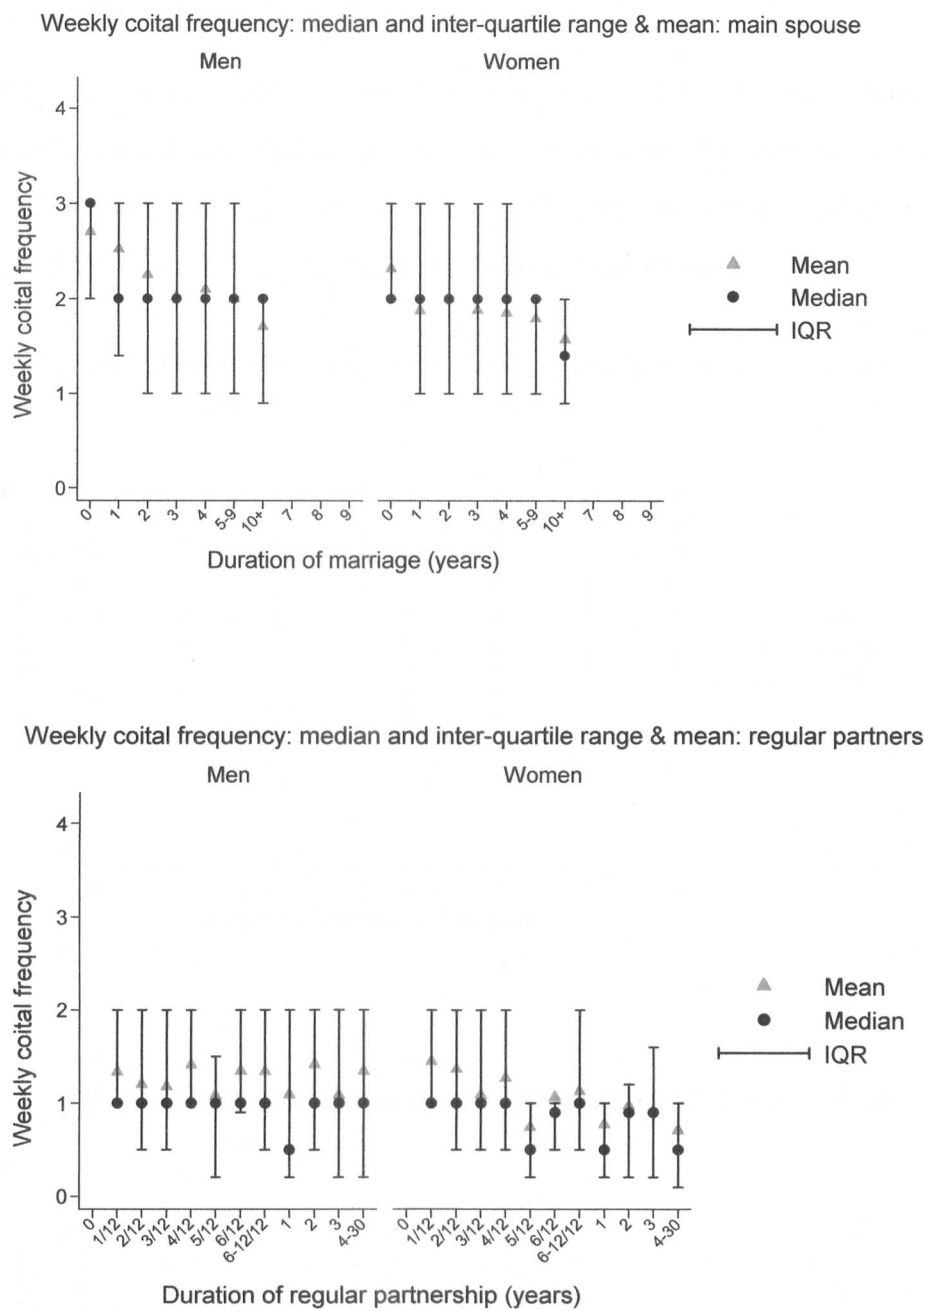 Weekly coital frequency: median and inter-quartile range & mean: main spouse
Men
Women
Weekly coital frequency
4
3
2
1
0
0 1 2 3 4 5-9 10+ 7 8 9
0 1 2 3 4 5-9 10+ 7 8 9
Duration of marriage (years)
Mean
Median
IQR
Weekly coital frequency: median and inter-quartile range & mean: regular partners
Men
Women
Weekly coital frequency
4
3
2
1
0
0 1/12 2/12 3/12 4/12 5/12 6/12 6-12/12 1 2 3 4-30
0 1/12 2/12 3/12 4/12 5/12 6/12 6-12/12 1 2 3 4-30
Duration of regular partnership (years)
Mean
Median
IQR